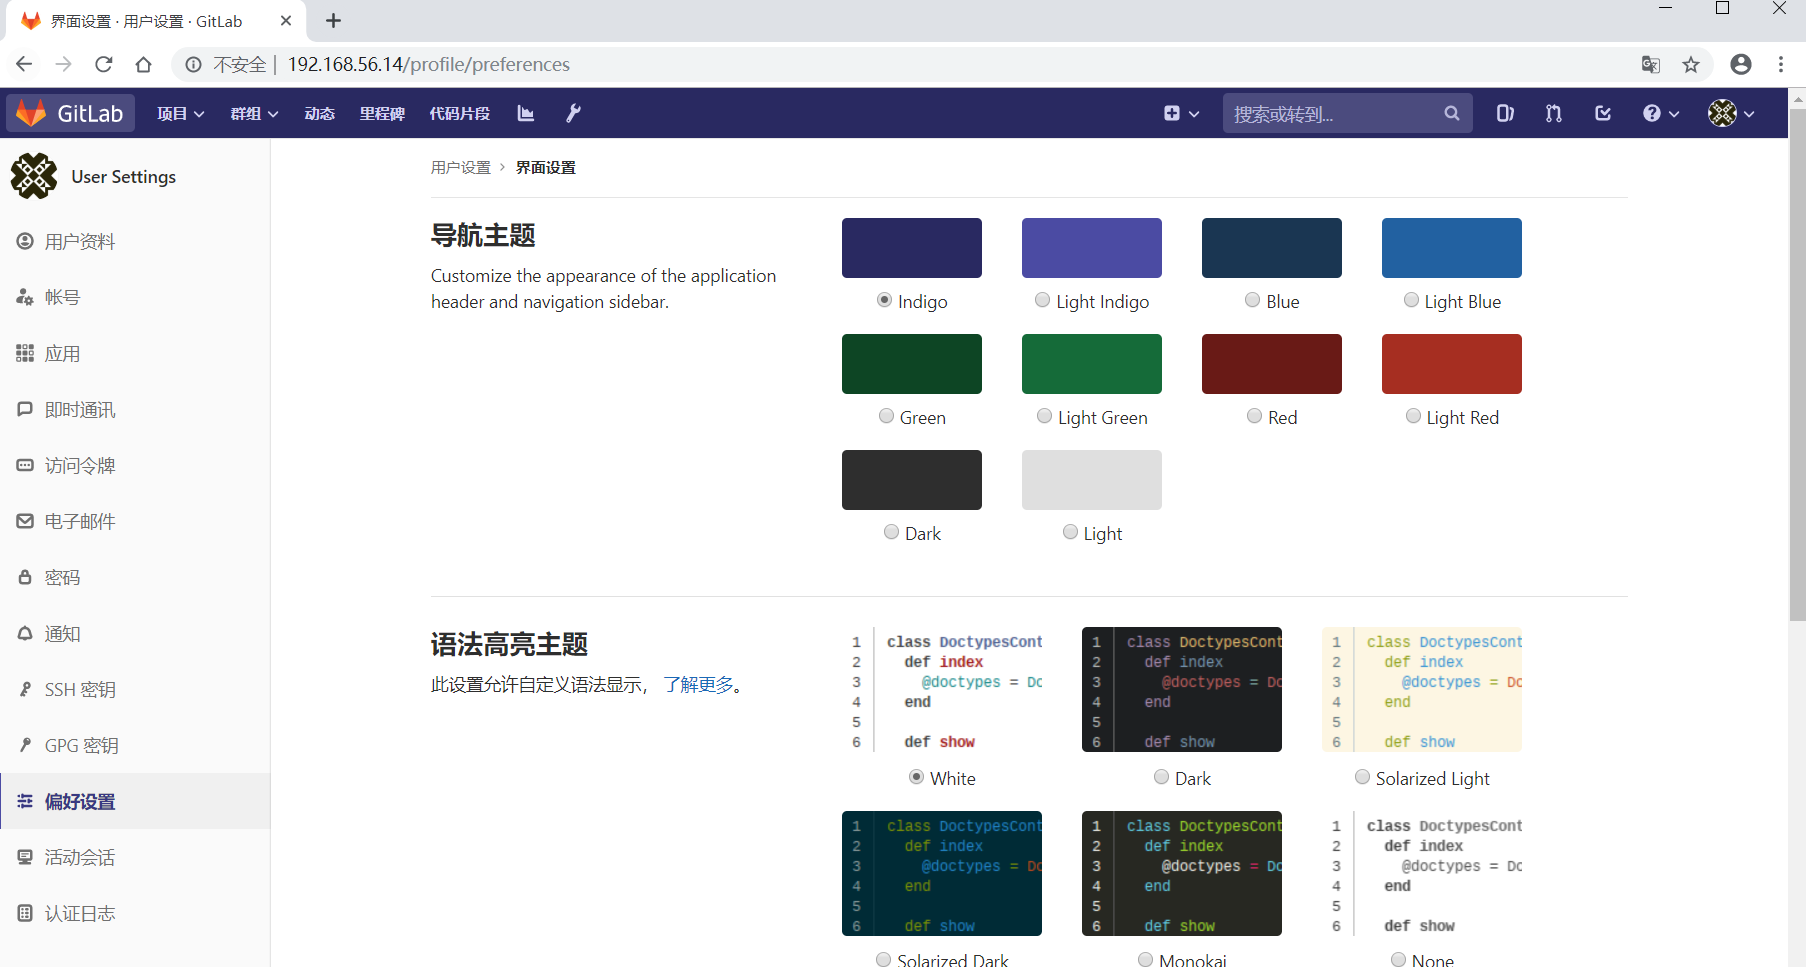 界面设置 · 用户设置 · GitLab
不安全 | 192.168.56.14/profile/preferences
GitLab 项目 群组 动态 里程碑 代码片段 搜索或转到...
User Settings
用户资料
帐号
应用
即时通讯
访问令牌
电子邮件
密码
通知
SSH 密钥
GPG 密钥
偏好设置
活动会话
认证日志
用户设置 › 界面设置
导航主题
Customize the appearance of the application
header and navigation sidebar.
Indigo Light Indigo Blue Light Blue
Green Light Green Red Light Red
Dark Light
语法高亮主题
此设置允许自定义语法显示， 了解更多。
1 class DoctypesCont
2 def index
3 @doctypes = Do
4 end
5
6 def show
White
1 class DoctypesCont
2 def index
3 @doctypes = Do
4 end
5
6 def show
Dark
1 class DoctypesCont
2 def index
3 @doctypes = Do
4 end
5
6 def show
Solarized Light
1 class DoctypesCont
2 def index
3 @doctypes = Do
4 end
5
6 def show
Solarized Dark
1 class DoctypesCont
2 def index
3 @doctypes = Do
4 end
5
6 def show
Monokai
1 class DoctypesCont
2 def index
3 @doctypes = Do
4 end
5
6 def show
None